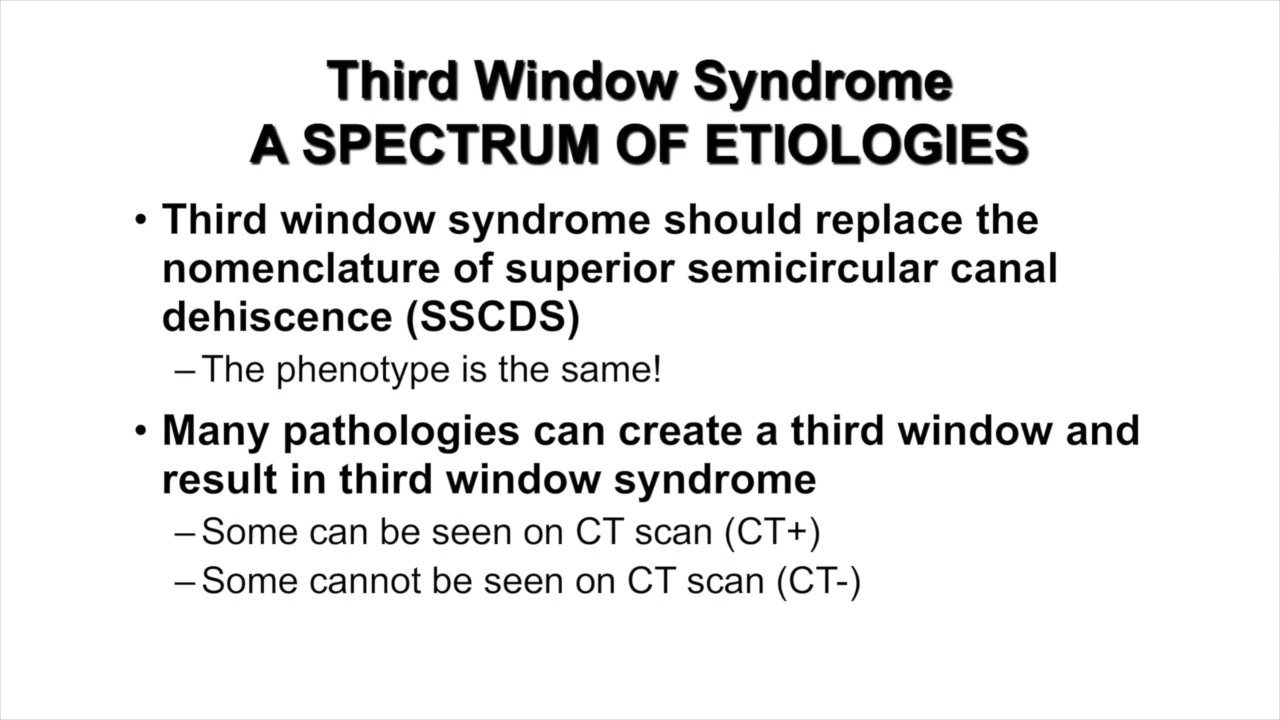 Third Window Syndrome
A SPECTRUM OF ETIOLOGIES
• Third window syndrome should replace the
nomenclature of superior semicircular canal
dehiscence (SSCDS)
– The phenotype is the same!
• Many pathologies can create a third window and
result in third window syndrome
– Some can be seen on CT scan (CT+)
– Some cannot be seen on CT scan (CT-)